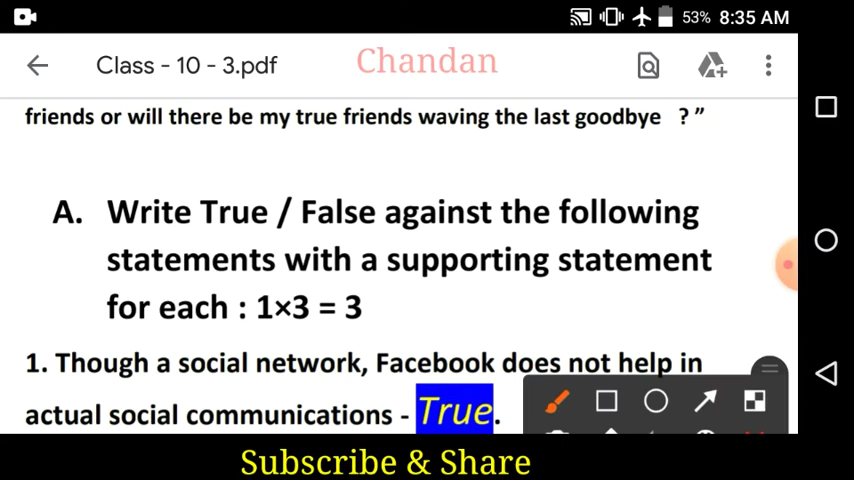 53% 8:35 AM
Class - 10 - 3.pdf Chandan
friends or will there be my true friends waving the last goodbye ? ”
A. Write True / False against the following
statements with a supporting statement
for each : 1×3 = 3
1. Though a social network, Facebook does not help in
actual social communications - True.
Subscribe & Share